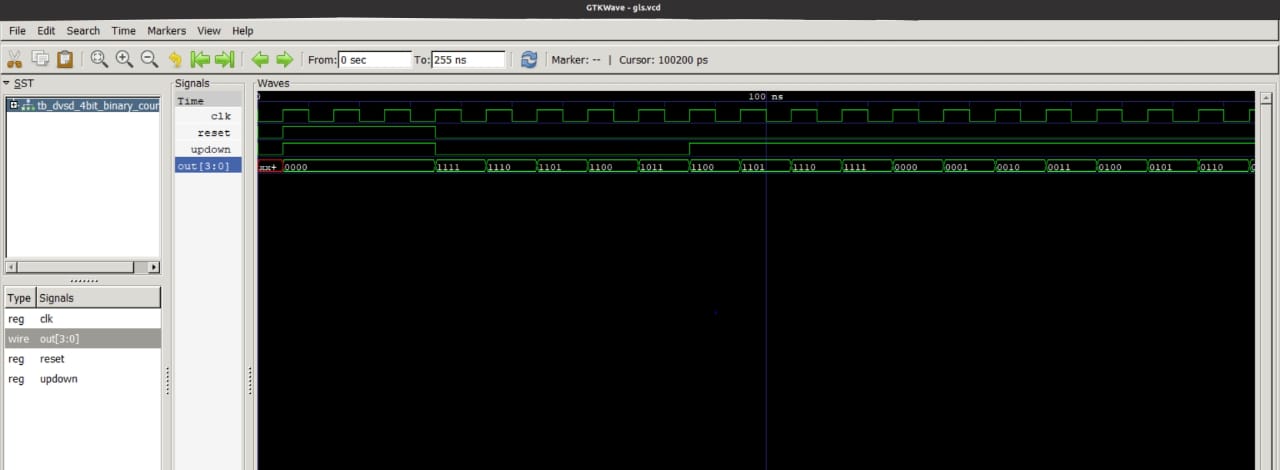 GTKWave - gls.vcd
File Edit Search Time Markers View Help
From: 0 sec To: 255 ns Marker: -- | Cursor: 100200 ps
SST
tb_dvsd_4bit_binary_cour
Type Signals
reg clk
wire out[3:0]
reg reset
reg updown
Signals
Time
clk
reset
updown
out[3:0]
Waves
0 100 ns
xx+ 0000 1111 1110 1101 1100 1011 1100 1101 1110 1111 0000 0001 0010 0011 0100 0101 0110